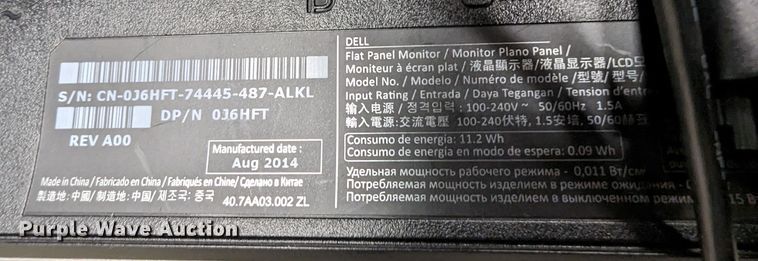 S/N: CN-0J6HFT-74445-487-ALKL
DP/N 0J6HFT
REV A00
Manufactured date :
Aug 2014
Made in China / Fabricado en China / Fabriqués en Chine/ Сделано в Китае
製造地: 中國/ 制造地: 中国/ 제조국: 중국
40.7AA03.002 ZL
DELL
Flat Panel Monitor / Monitor Plano Panel /
Moniteur à écran plat / 液晶顯示器/液晶显示器/LCD
Model No. / Modelo / Numéro de modèle/型號/型号/
Input Rating / Entrada / Daya Tegangan / Tension d'entr
输入电源 / 정격입력 : 100-240V~ 50/60Hz 1.5A
輸入電源:交流電壓 100-240伏特, 1.5安培, 50/60赫
Consumo de energia: 11.2 Wh
Consumo de energía en modo de espera: 0.09 Wh
Удельная мощность рабочего режима - 0,011 Вт/см
Потребляемая мощность изделием в режиме ожидания -
Потребляемая мощность изделием в выключенном режим
15 В
Purple Wave Auction